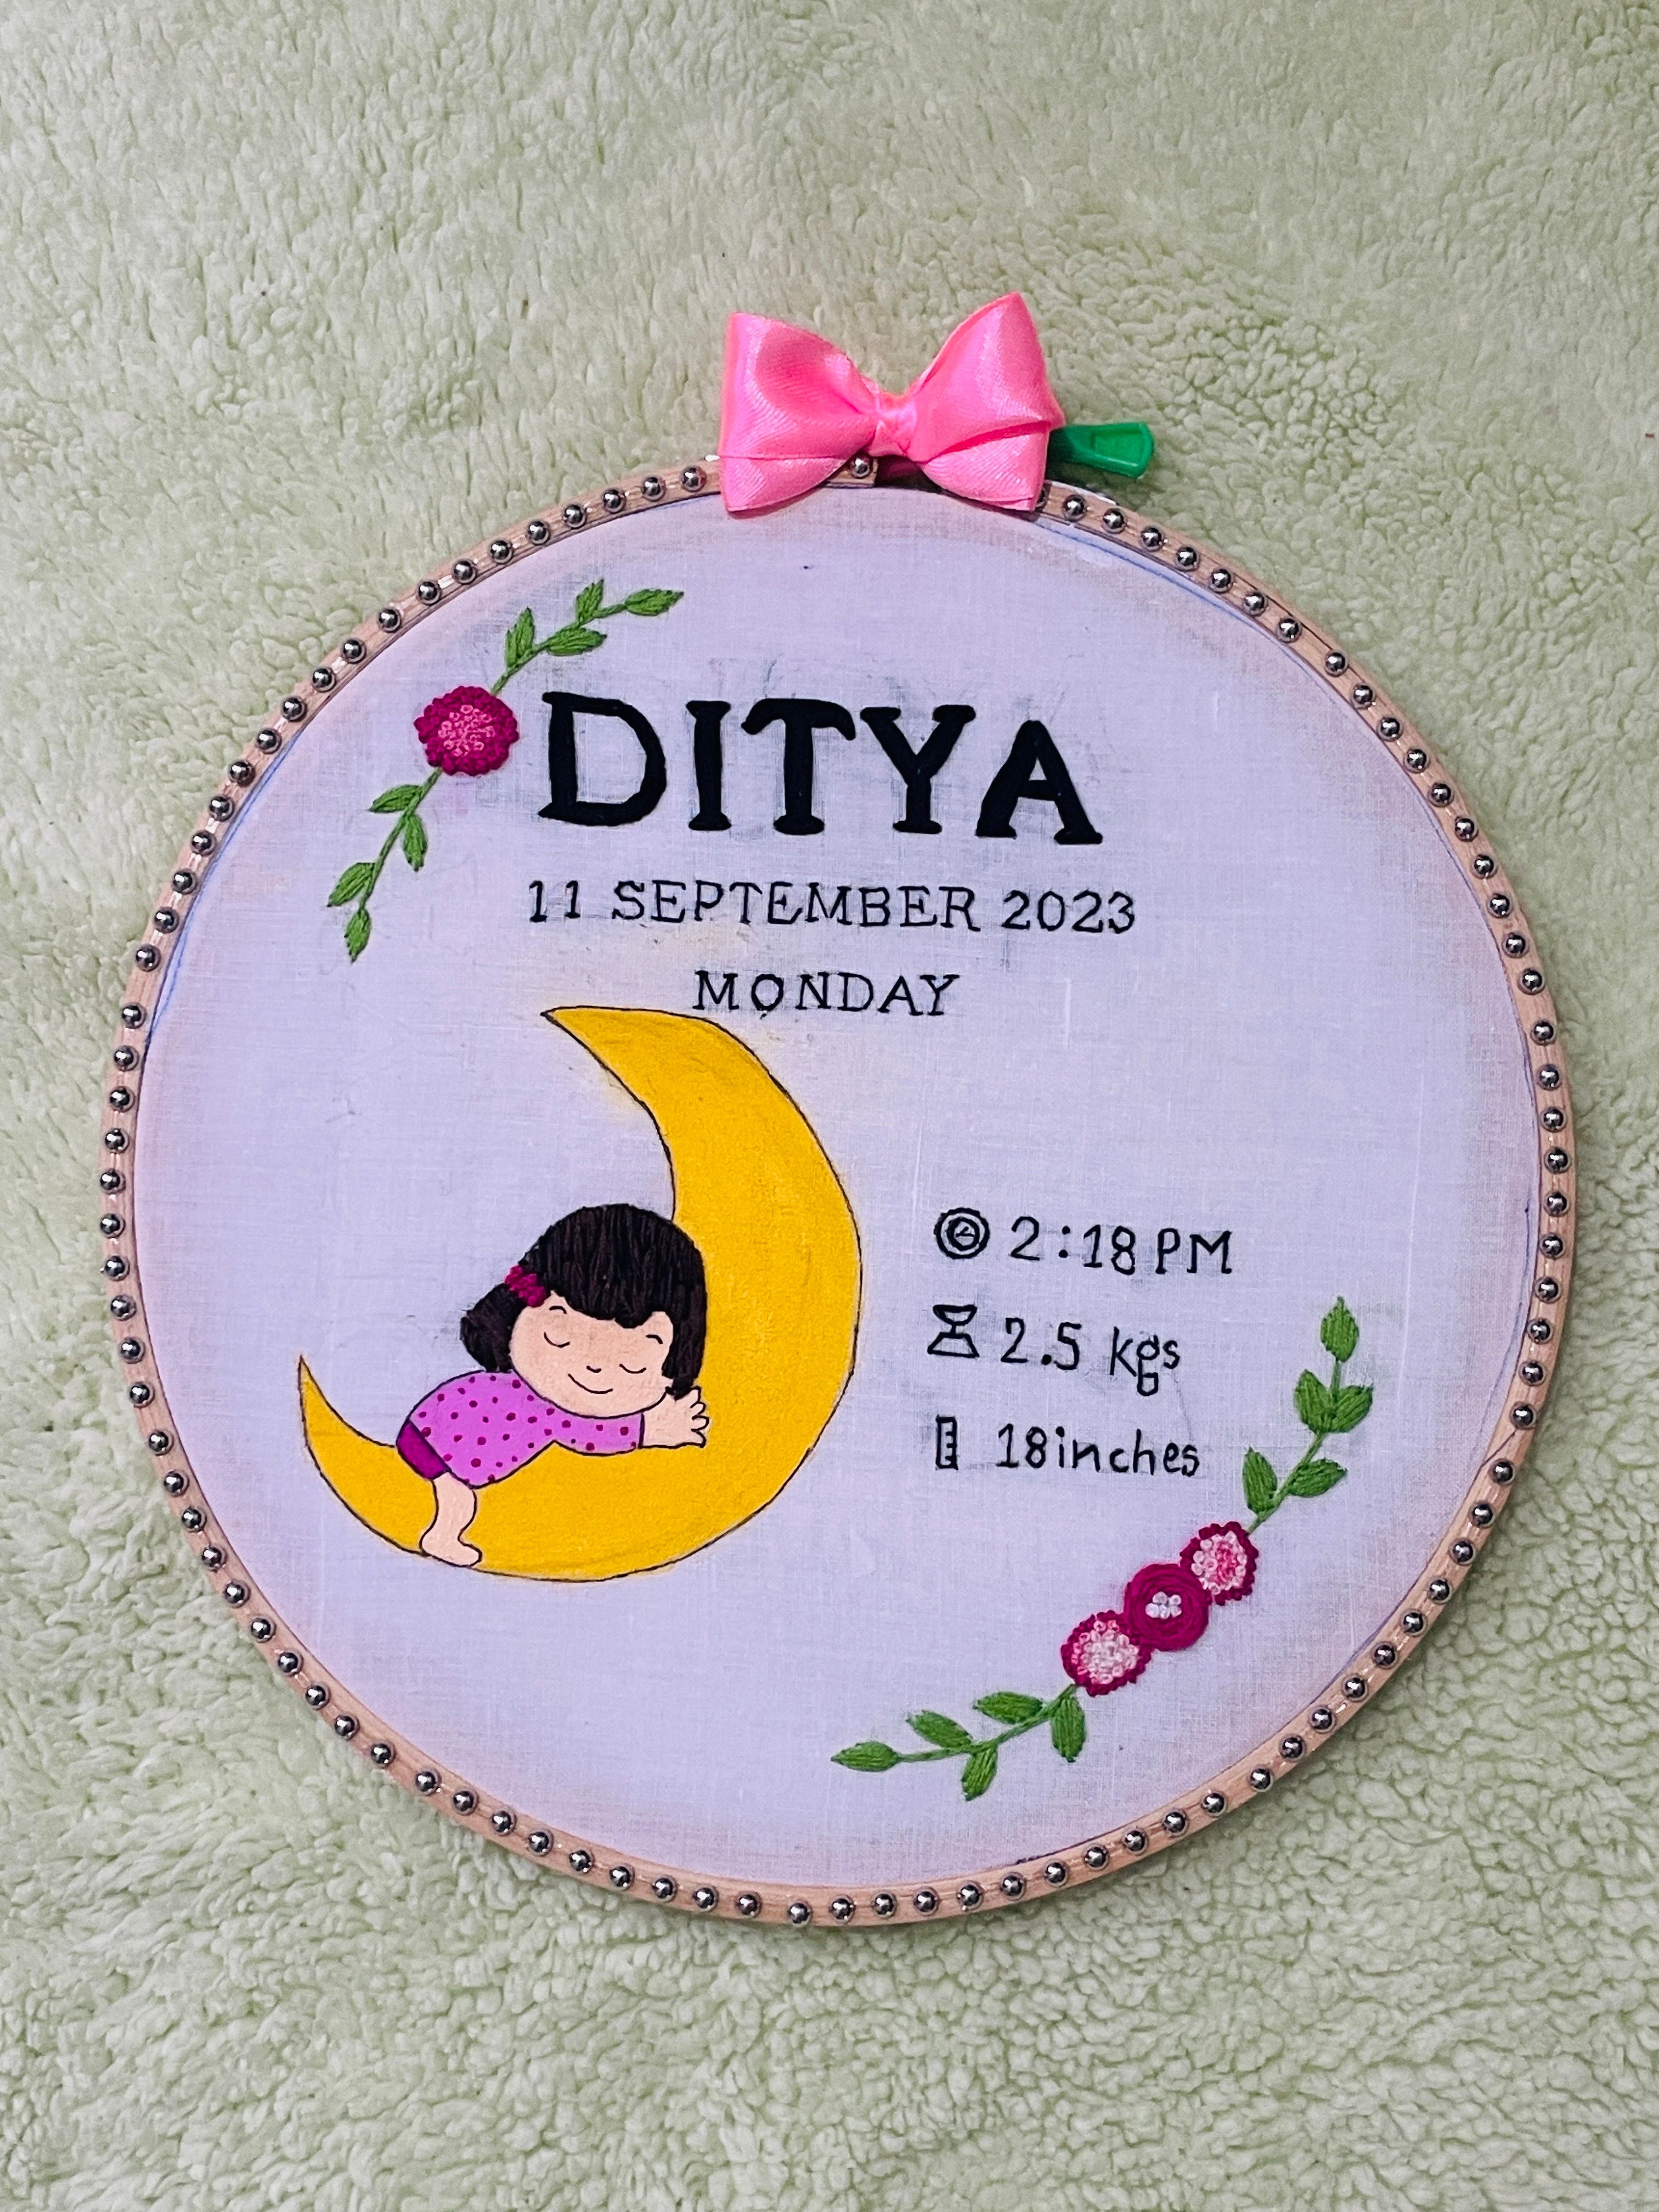 DITYA
11 SEPTEMBER 2023
MONDAY
2:18 PM
2.5 kgs
18inches